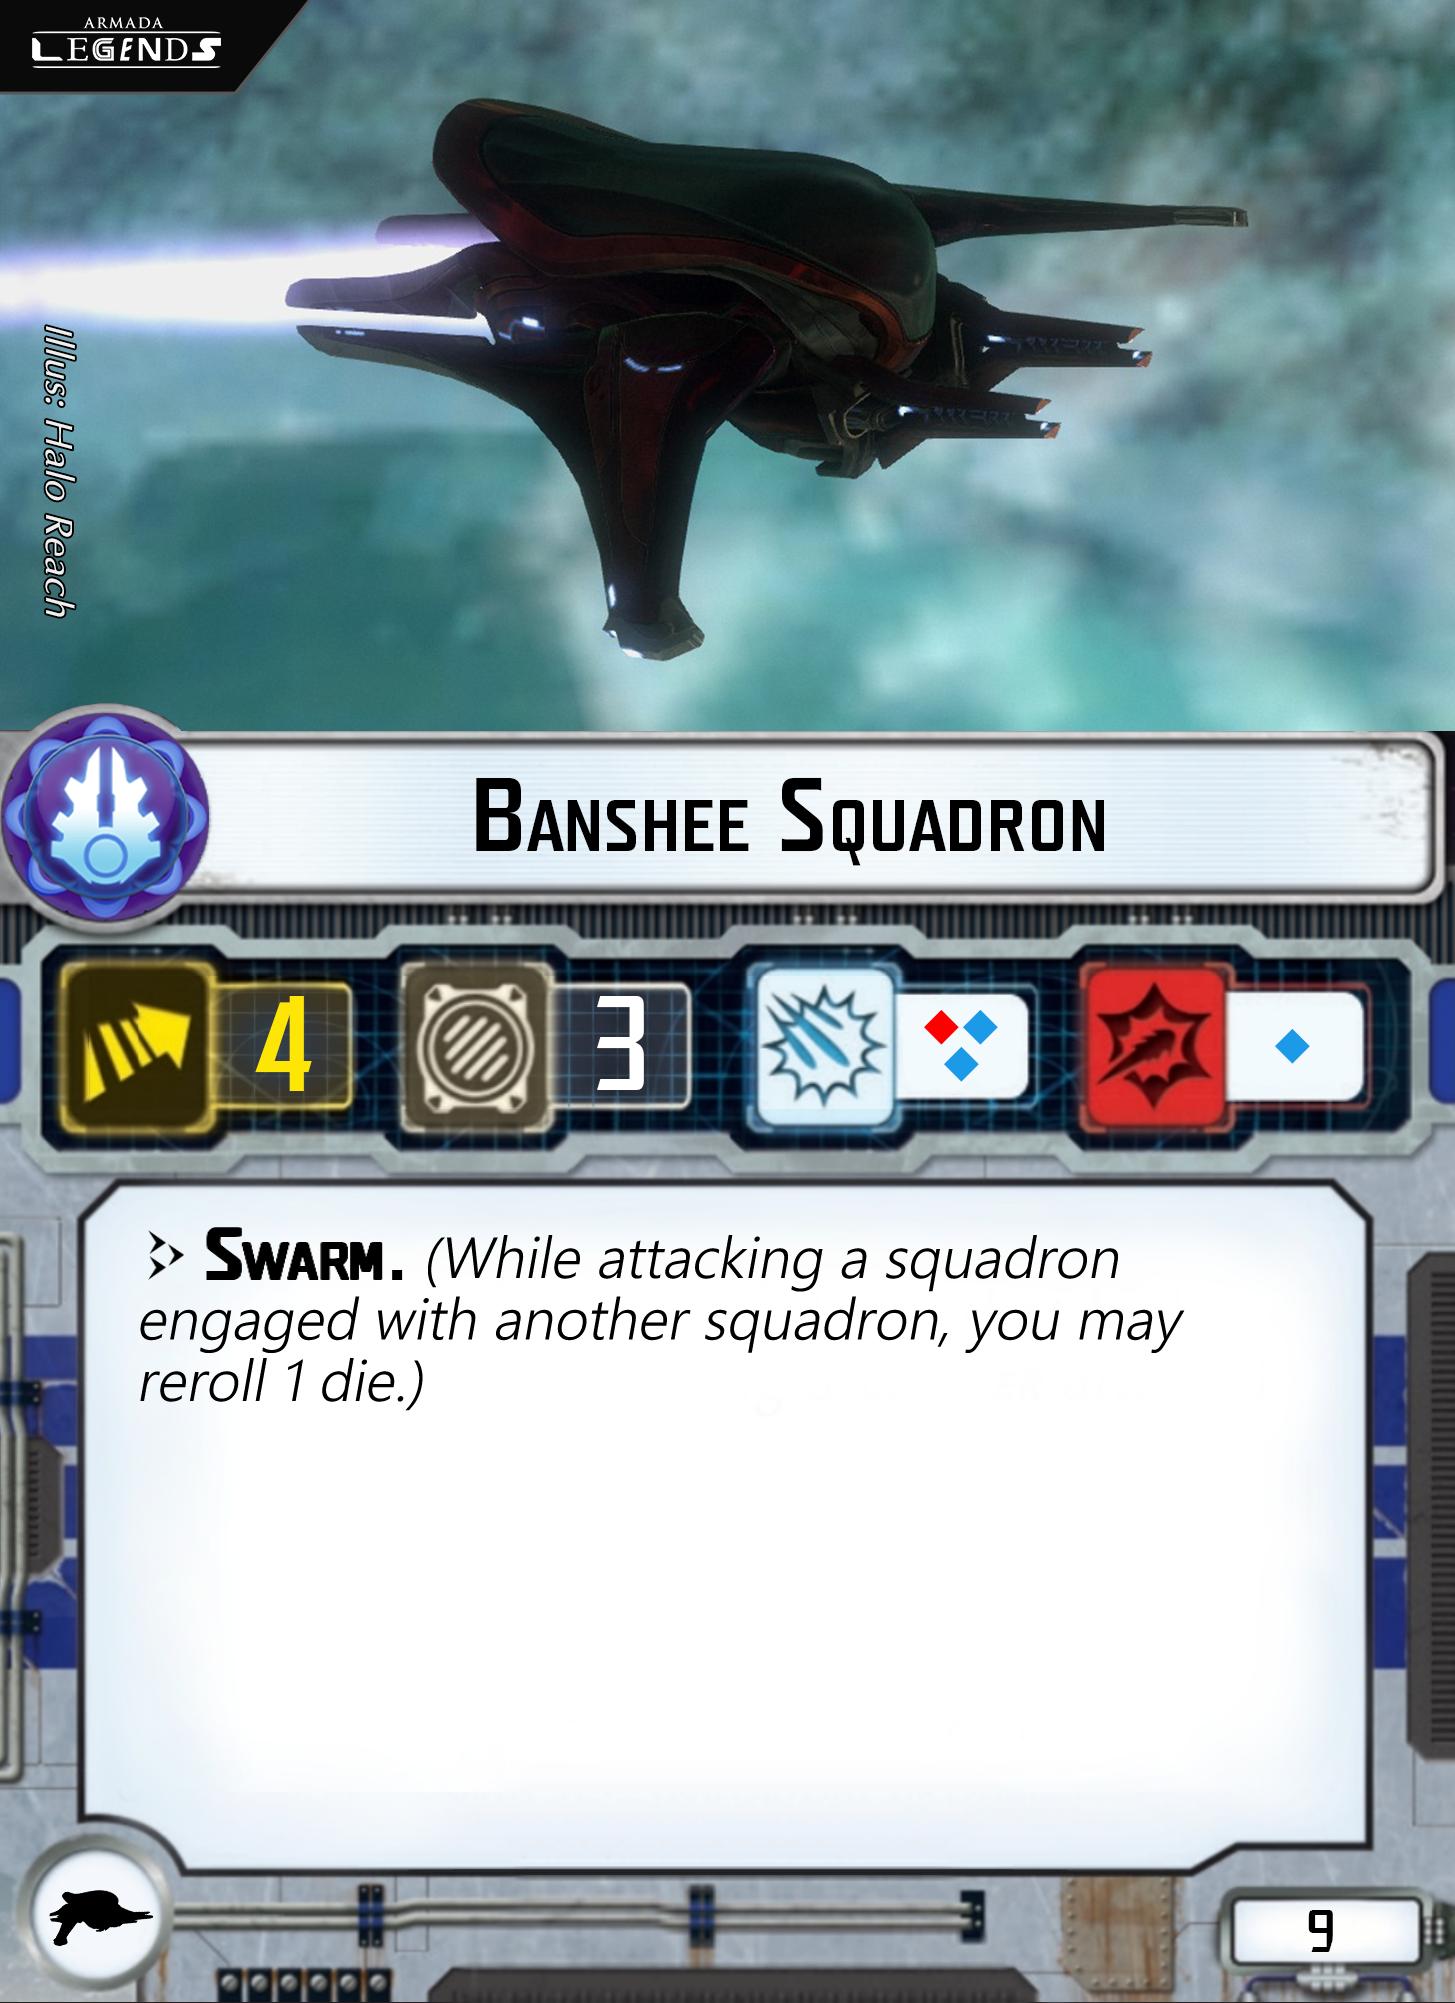 ARMADA
LEGENDS
Illlus: Halo Reach
Banshee Squadron
4
3
Swarm. (While attacking a squadron
engaged with another squadron, you may
reroll 1 die.)
9